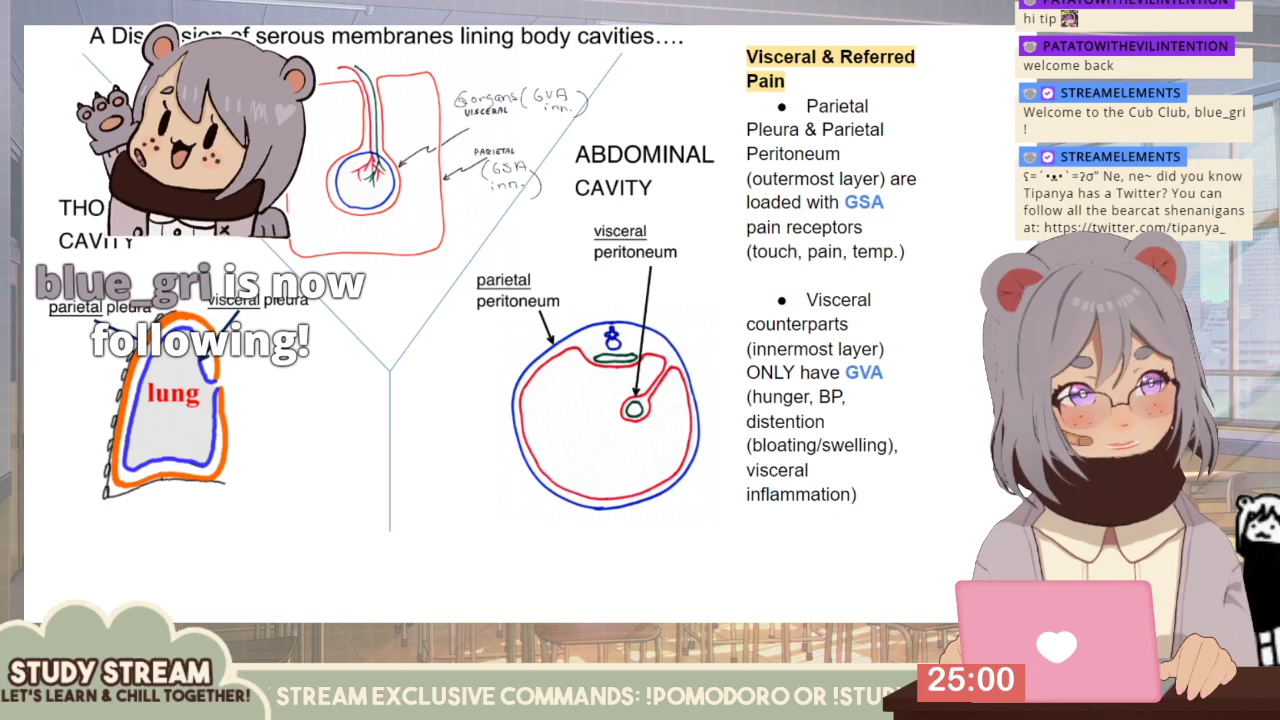 A Dis sion of serous membranes lining body cavities….
organs (GVA
VISCERAL
inn.)
PARIETAL
(GSA
inn.)
THO
CAVITY
parietal pleura
visceral pleura
blue_gri is now
following!
lung
ABDOMINAL
CAVITY
visceral
peritoneum
parietal
peritoneum
Visceral & Referred
Pain
● Parietal
Pleura & Parietal
Peritoneum
(outermost layer) are
loaded with GSA
pain receptors
(touch, pain, temp.)
● Visceral
counterparts
(innermost layer)
ONLY have GVA
(hunger, BP,
distention
(bloating/swelling),
visceral
inflammation)
PATATOWITHEVILINTENTION
hi tip
PATATOWITHEVILINTENTION
welcome back
STREAMELEMENTS
Welcome to the Cub Club, blue_gri
!
STREAMELEMENTS
ʕ=´•ᴥ•`=ʔσ” Ne, ne~ did you know
Tipanya has a Twitter? You can
follow all the bearcat shenanigans
at: https://twitter.com/tipanya_
STUDY STREAM
LET'S LEARN & CHILL TOGETHER!
STREAM EXCLUSIVE COMMANDS: !POMODORO OR !STU
25:00